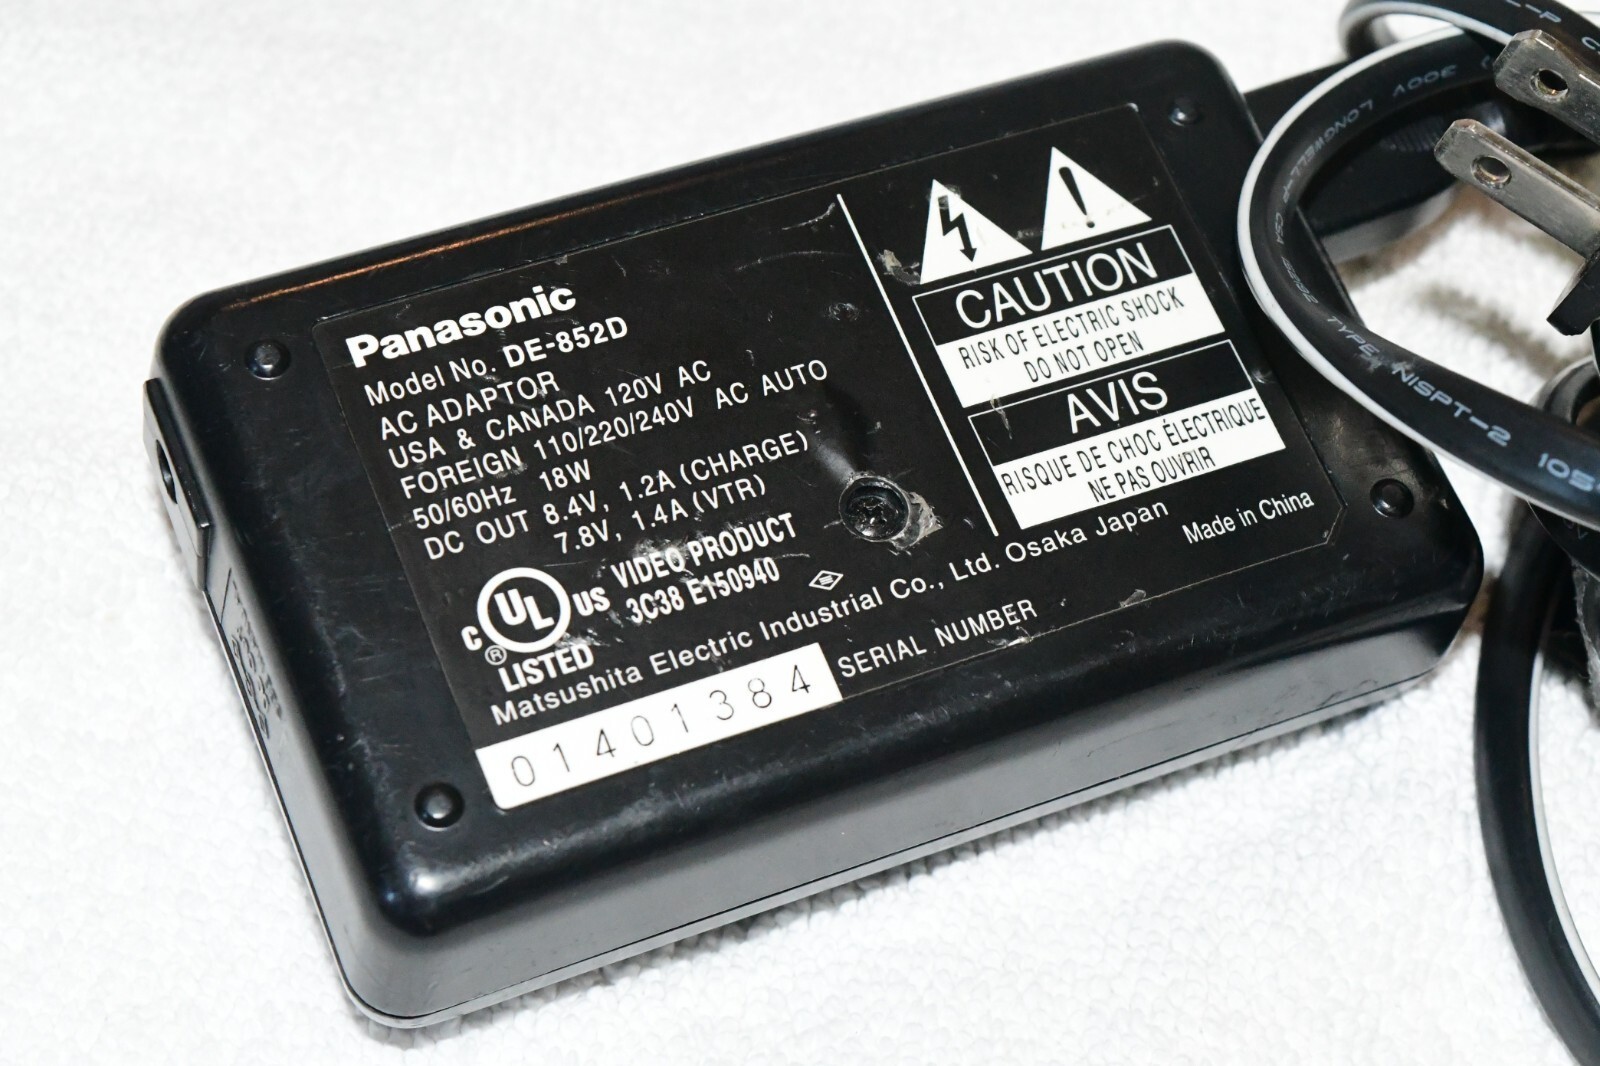 Panasonic
Model No. DE-852D
AC ADAPTOR
USA & CANADA 120V AC
FOREIGN 110/220/240V AC AUTO
50/60Hz 18W
DC OUT 8.4V, 1.2A (CHARGE)
7.8V, 1.4A (VTR)
C UL US
® LISTED
VIDEO PRODUCT
3C38 E150940
Matsushita Electric Industrial Co., Ltd. Osaka Japan
Made in China
01401384 SERIAL NUMBER
CAUTION
RISK OF ELECTRIC SHOCK
DO NOT OPEN
AVIS
RISQUE DE CHOC ÉLECTRIQUE
NE PAS OUVRIR
300V LONGWELL-P CSA
TYPE NISPT-2 105